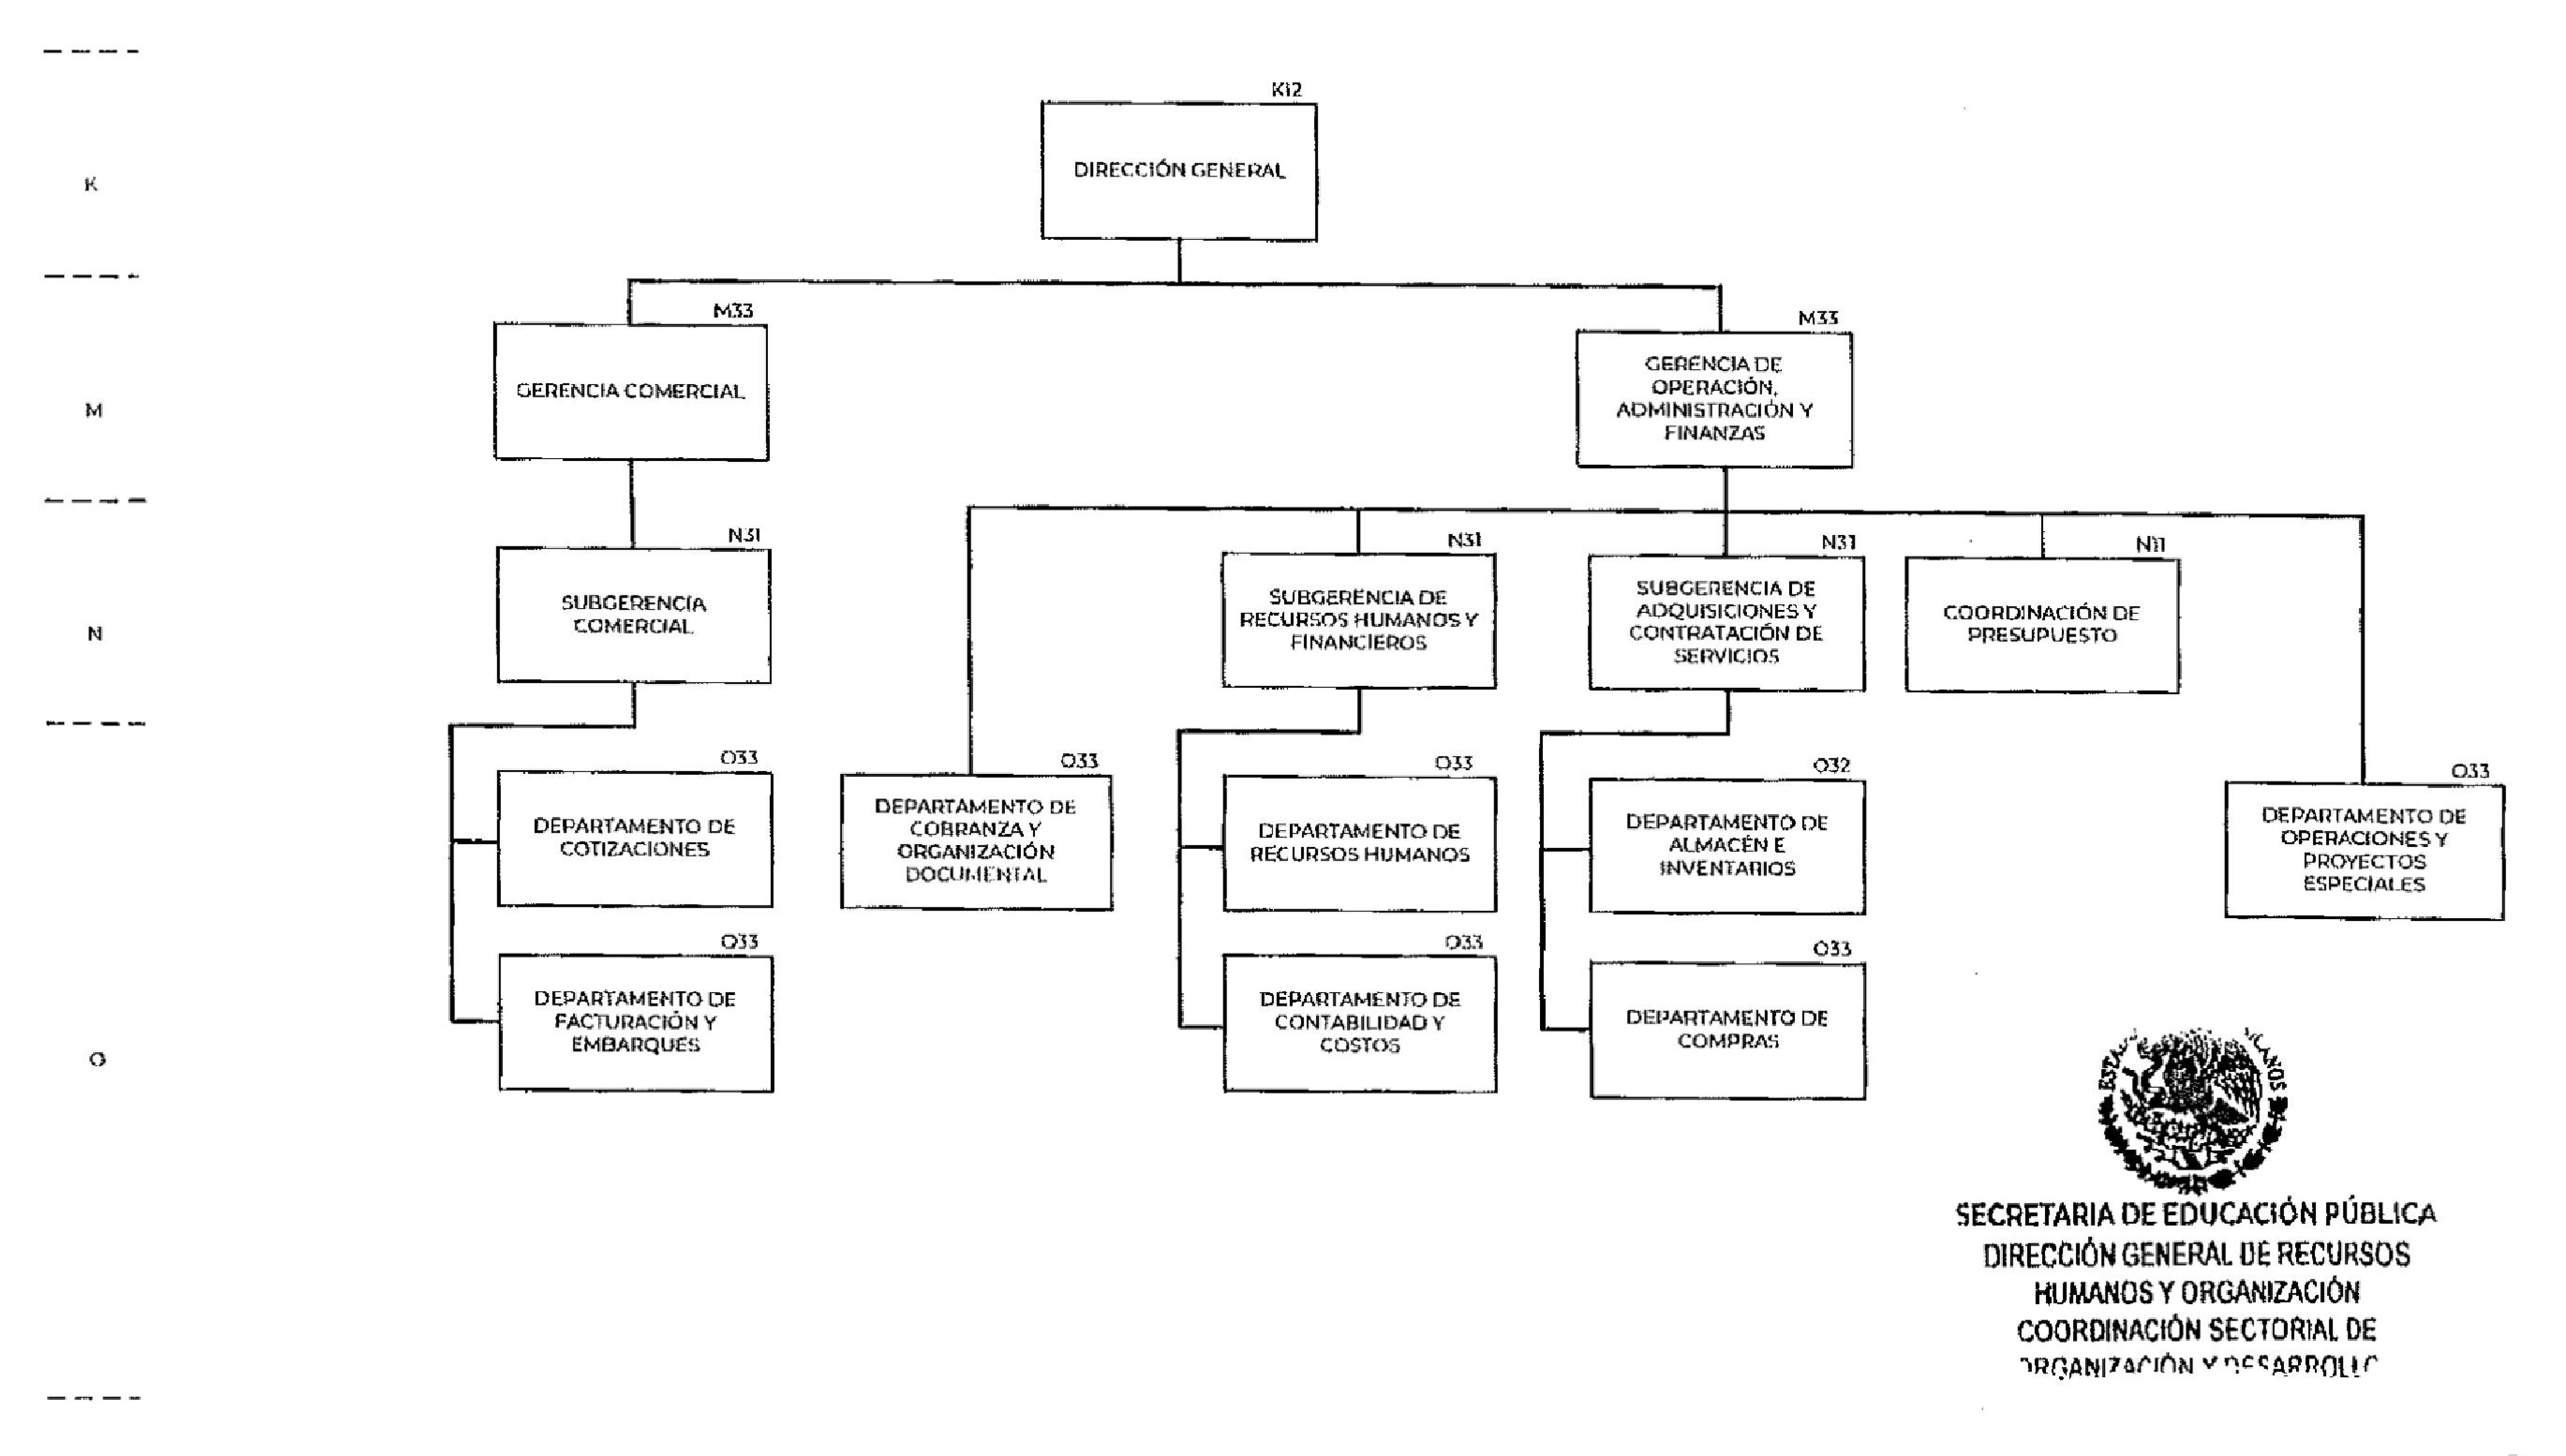 K12
DIRECCIÓN GENERAL
K
M33
GERENCIA COMERCIAL
M33
GERENCIA DE
OPERACIÓN,
ADMINISTRACIÓN Y
FINANZAS
M
N31
SUBGERENCIA
COMERCIAL
N31
SUBGERENCIA DE
RECURSOS HUMANOS Y
FINANCIEROS
N31
SUBGERENCIA DE
ADQUISICIONES Y
CONTRATACIÓN DE
SERVICIOS
N11
COORDINACIÓN DE
PRESUPUESTO
N
O33
DEPARTAMENTO DE
COTIZACIONES
O33
DEPARTAMENTO DE
COBRANZA Y
ORGANIZACIÓN
DOCUMENTAL
O33
DEPARTAMENTO DE
RECURSOS HUMANOS
O32
DEPARTAMENTO DE
ALMACÉN E
INVENTARIOS
O33
DEPARTAMENTO DE
OPERACIONES Y
PROYECTOS
ESPECIALES
O33
DEPARTAMENTO DE
FACTURACIÓN Y
EMBARQUES
O33
DEPARTAMENTO DE
CONTABILIDAD Y
COSTOS
O33
DEPARTAMENTO DE
COMPRAS
O
SECRETARIA DE EDUCACIÓN PÚBLICA
DIRECCIÓN GENERAL DE RECURSOS
HUMANOS Y ORGANIZACIÓN
COORDINACIÓN SECTORIAL DE
ORGANIZACIÓN Y DESARROLLO